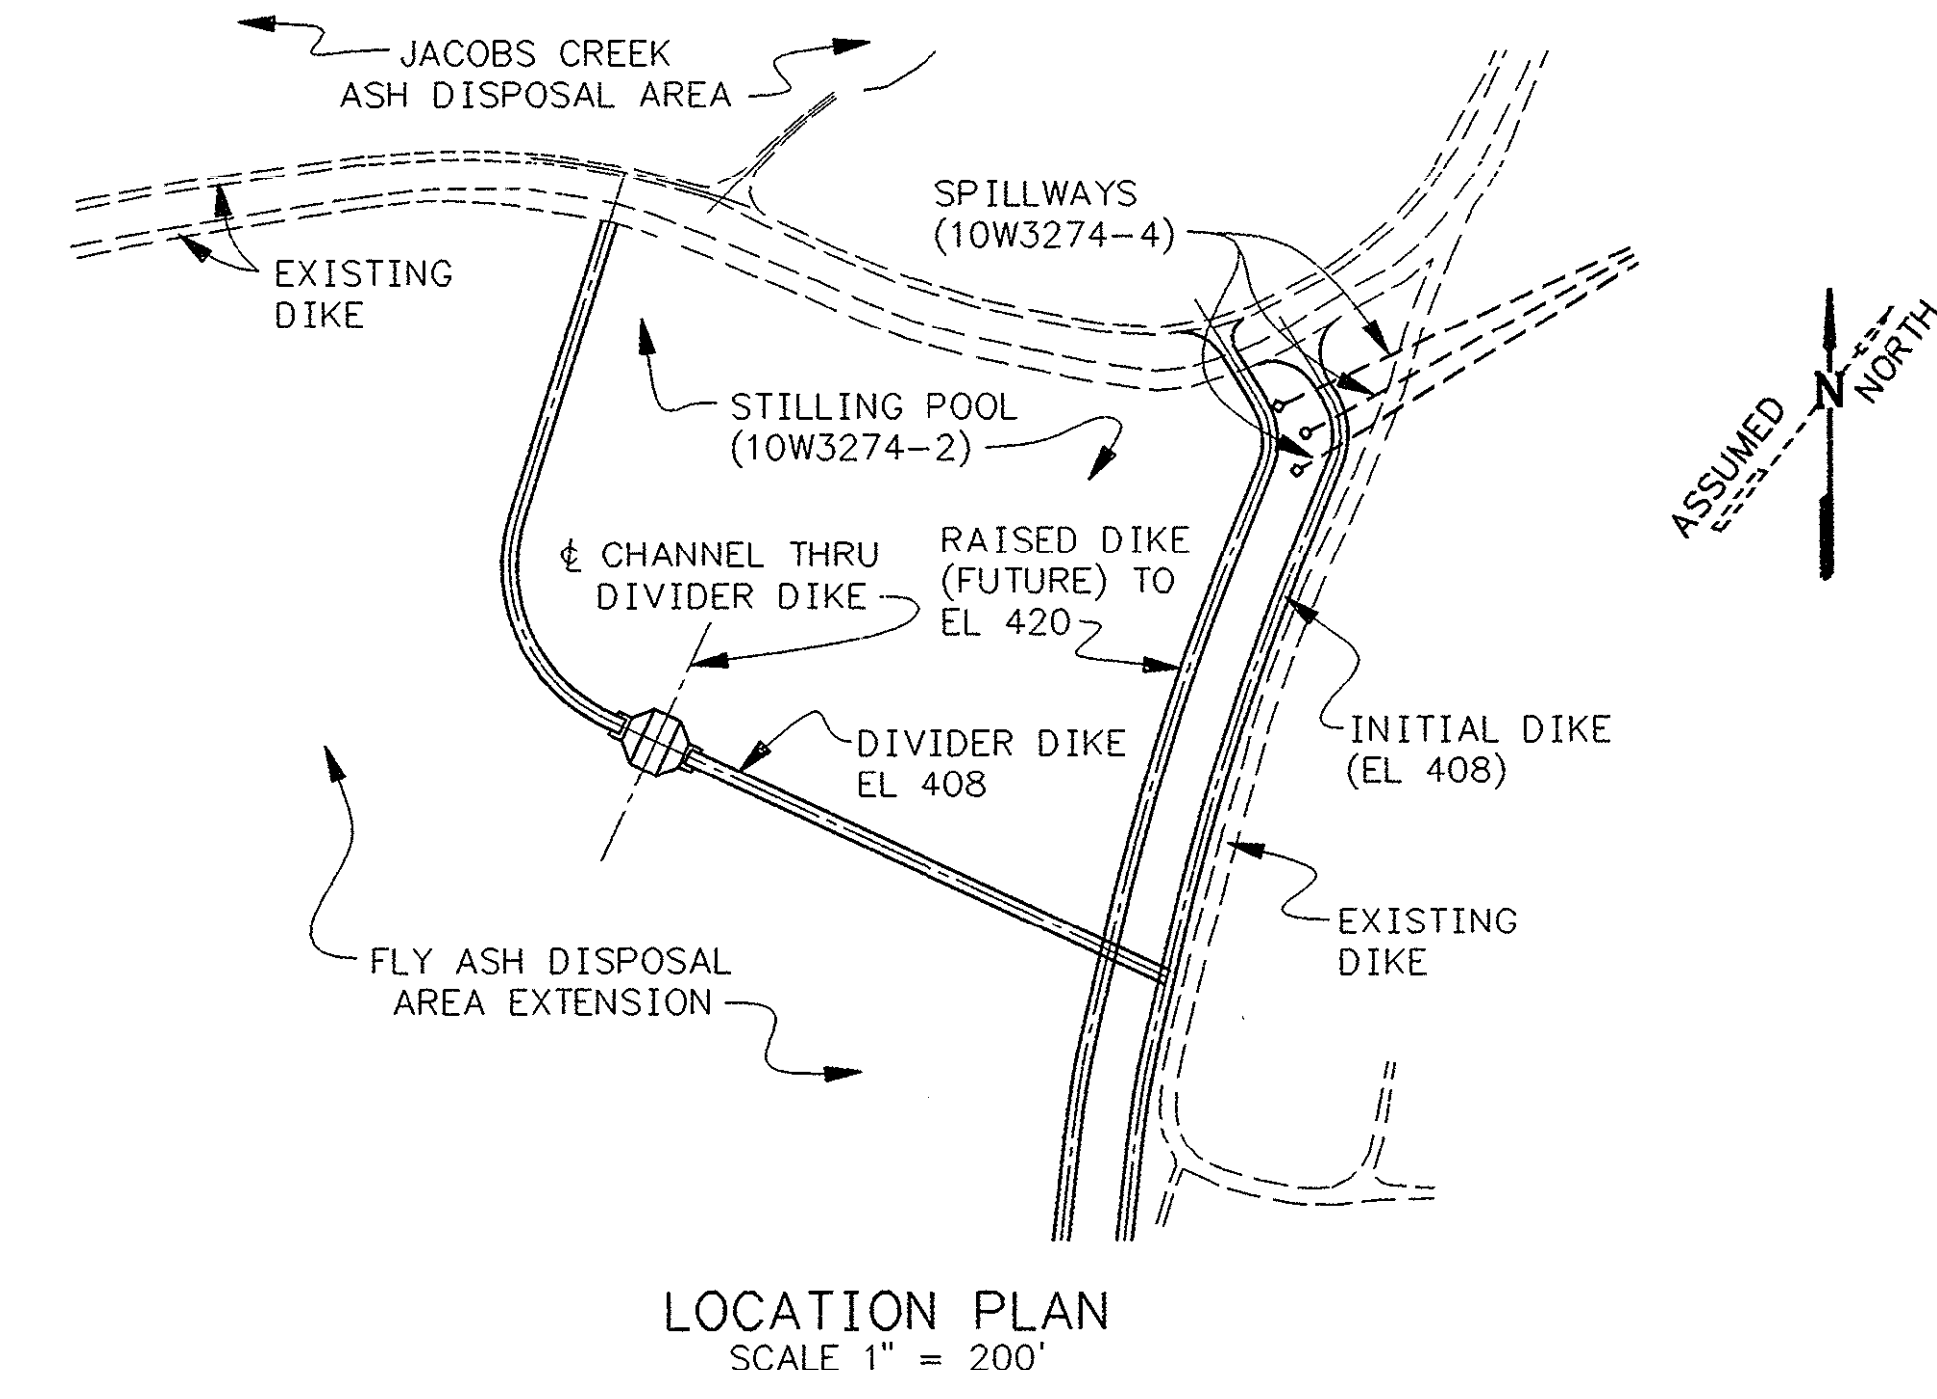 JACOBS CREEK
ASH DISPOSAL AREA
SPILLWAYS
(10W3274-4)
EXISTING
DIKE
N
NORTH
ASSUMED
STILLING POOL
(10W3274-2)
℄ CHANNEL THRU
DIVIDER DIKE
RAISED DIKE
(FUTURE) TO
EL 420
DIVIDER DIKE
EL 408
INITIAL DIKE
(EL 408)
EXISTING
DIKE
FLY ASH DISPOSAL
AREA EXTENSION
LOCATION PLAN
SCALE 1" = 200'